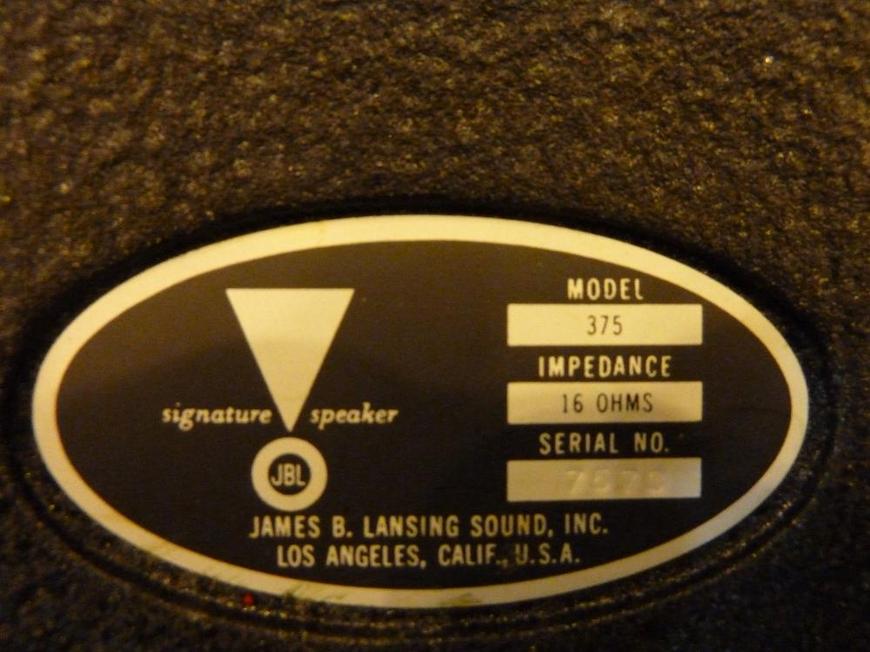 signature speaker
JBL
JAMES B. LANSING SOUND, INC.
LOS ANGELES, CALIF., U.S.A.
MODEL
375
IMPEDANCE
16 OHMS
SERIAL NO.